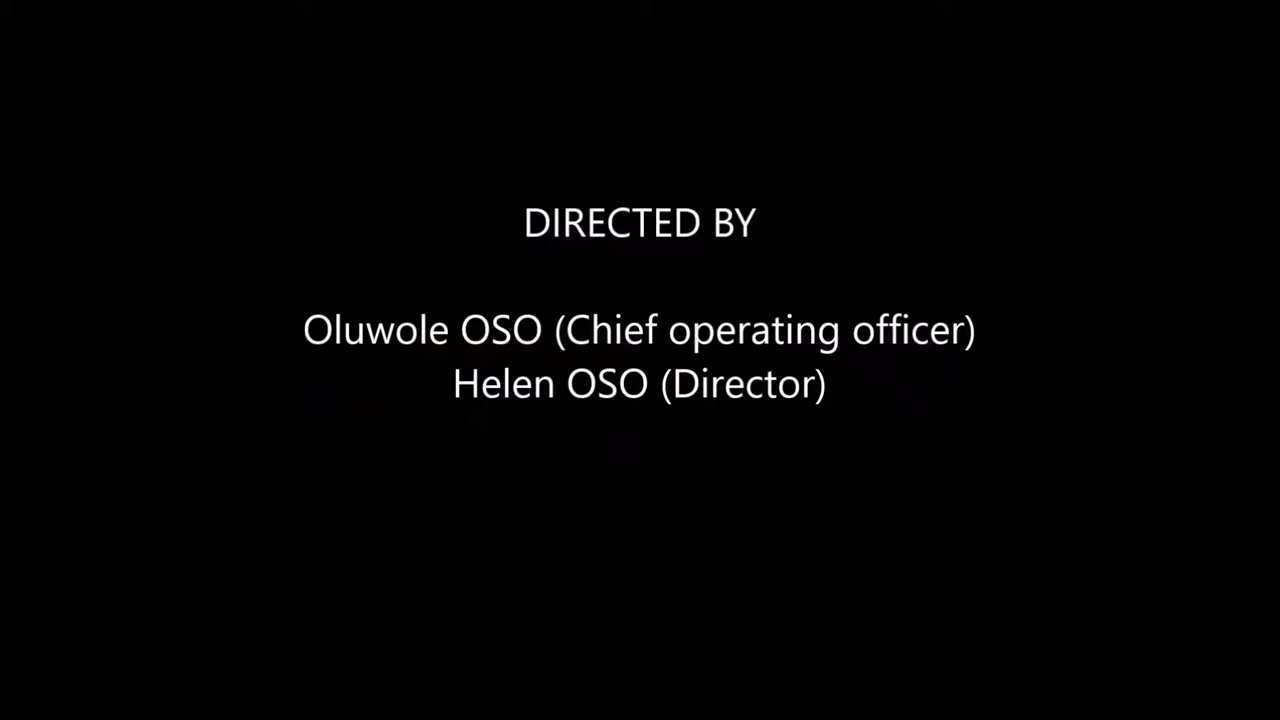 DIRECTED BY
Oluwole OSO (Chief operating officer)
Helen OSO (Director)